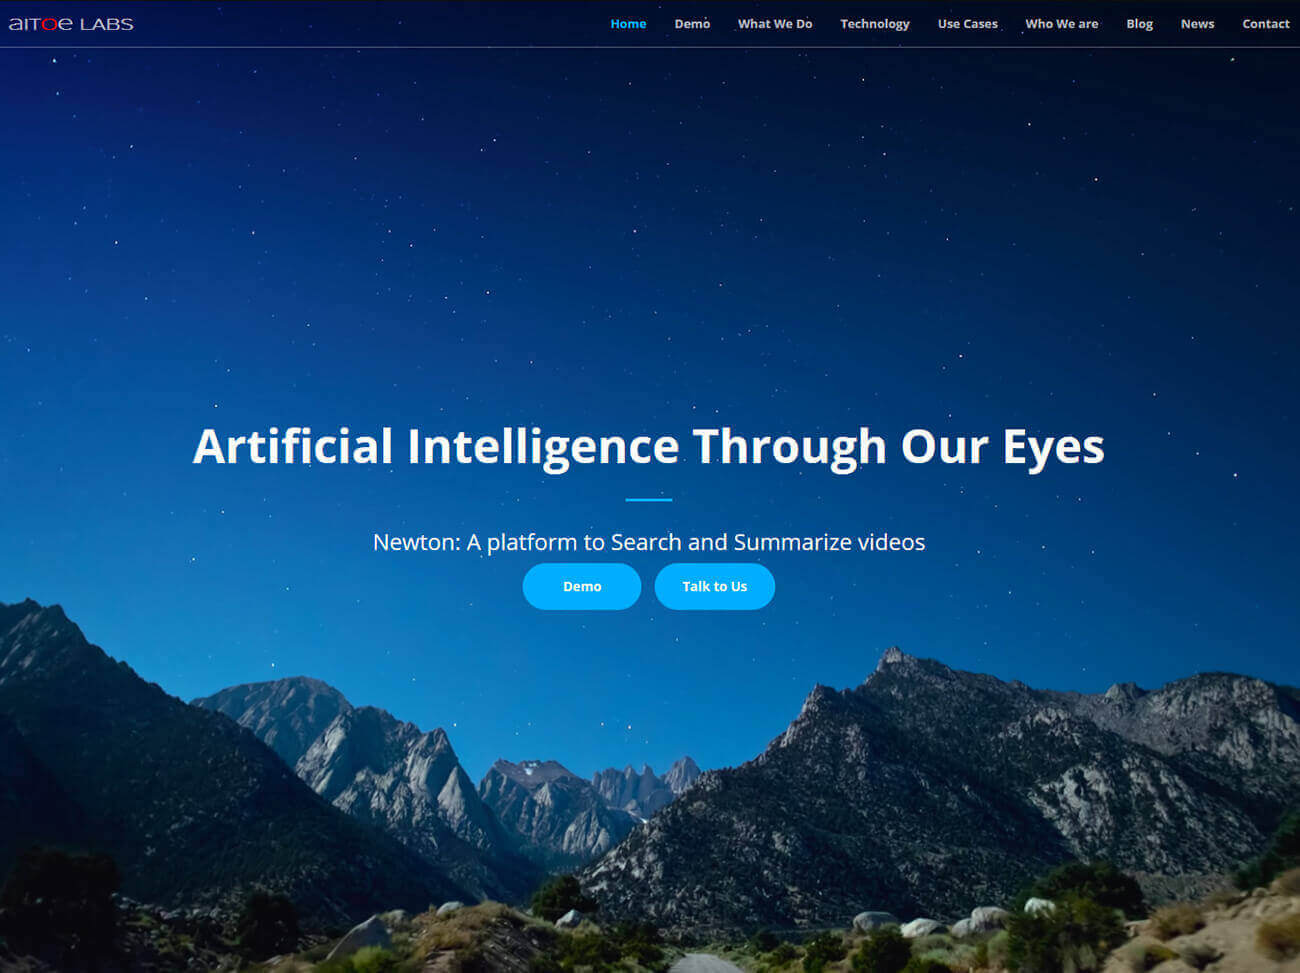 aITOe LABS
Home Demo What We Do Technology Use Cases Who We are Blog News Contact
Artificial Intelligence Through Our Eyes
Newton: A platform to Search and Summarize videos
Demo Talk to Us